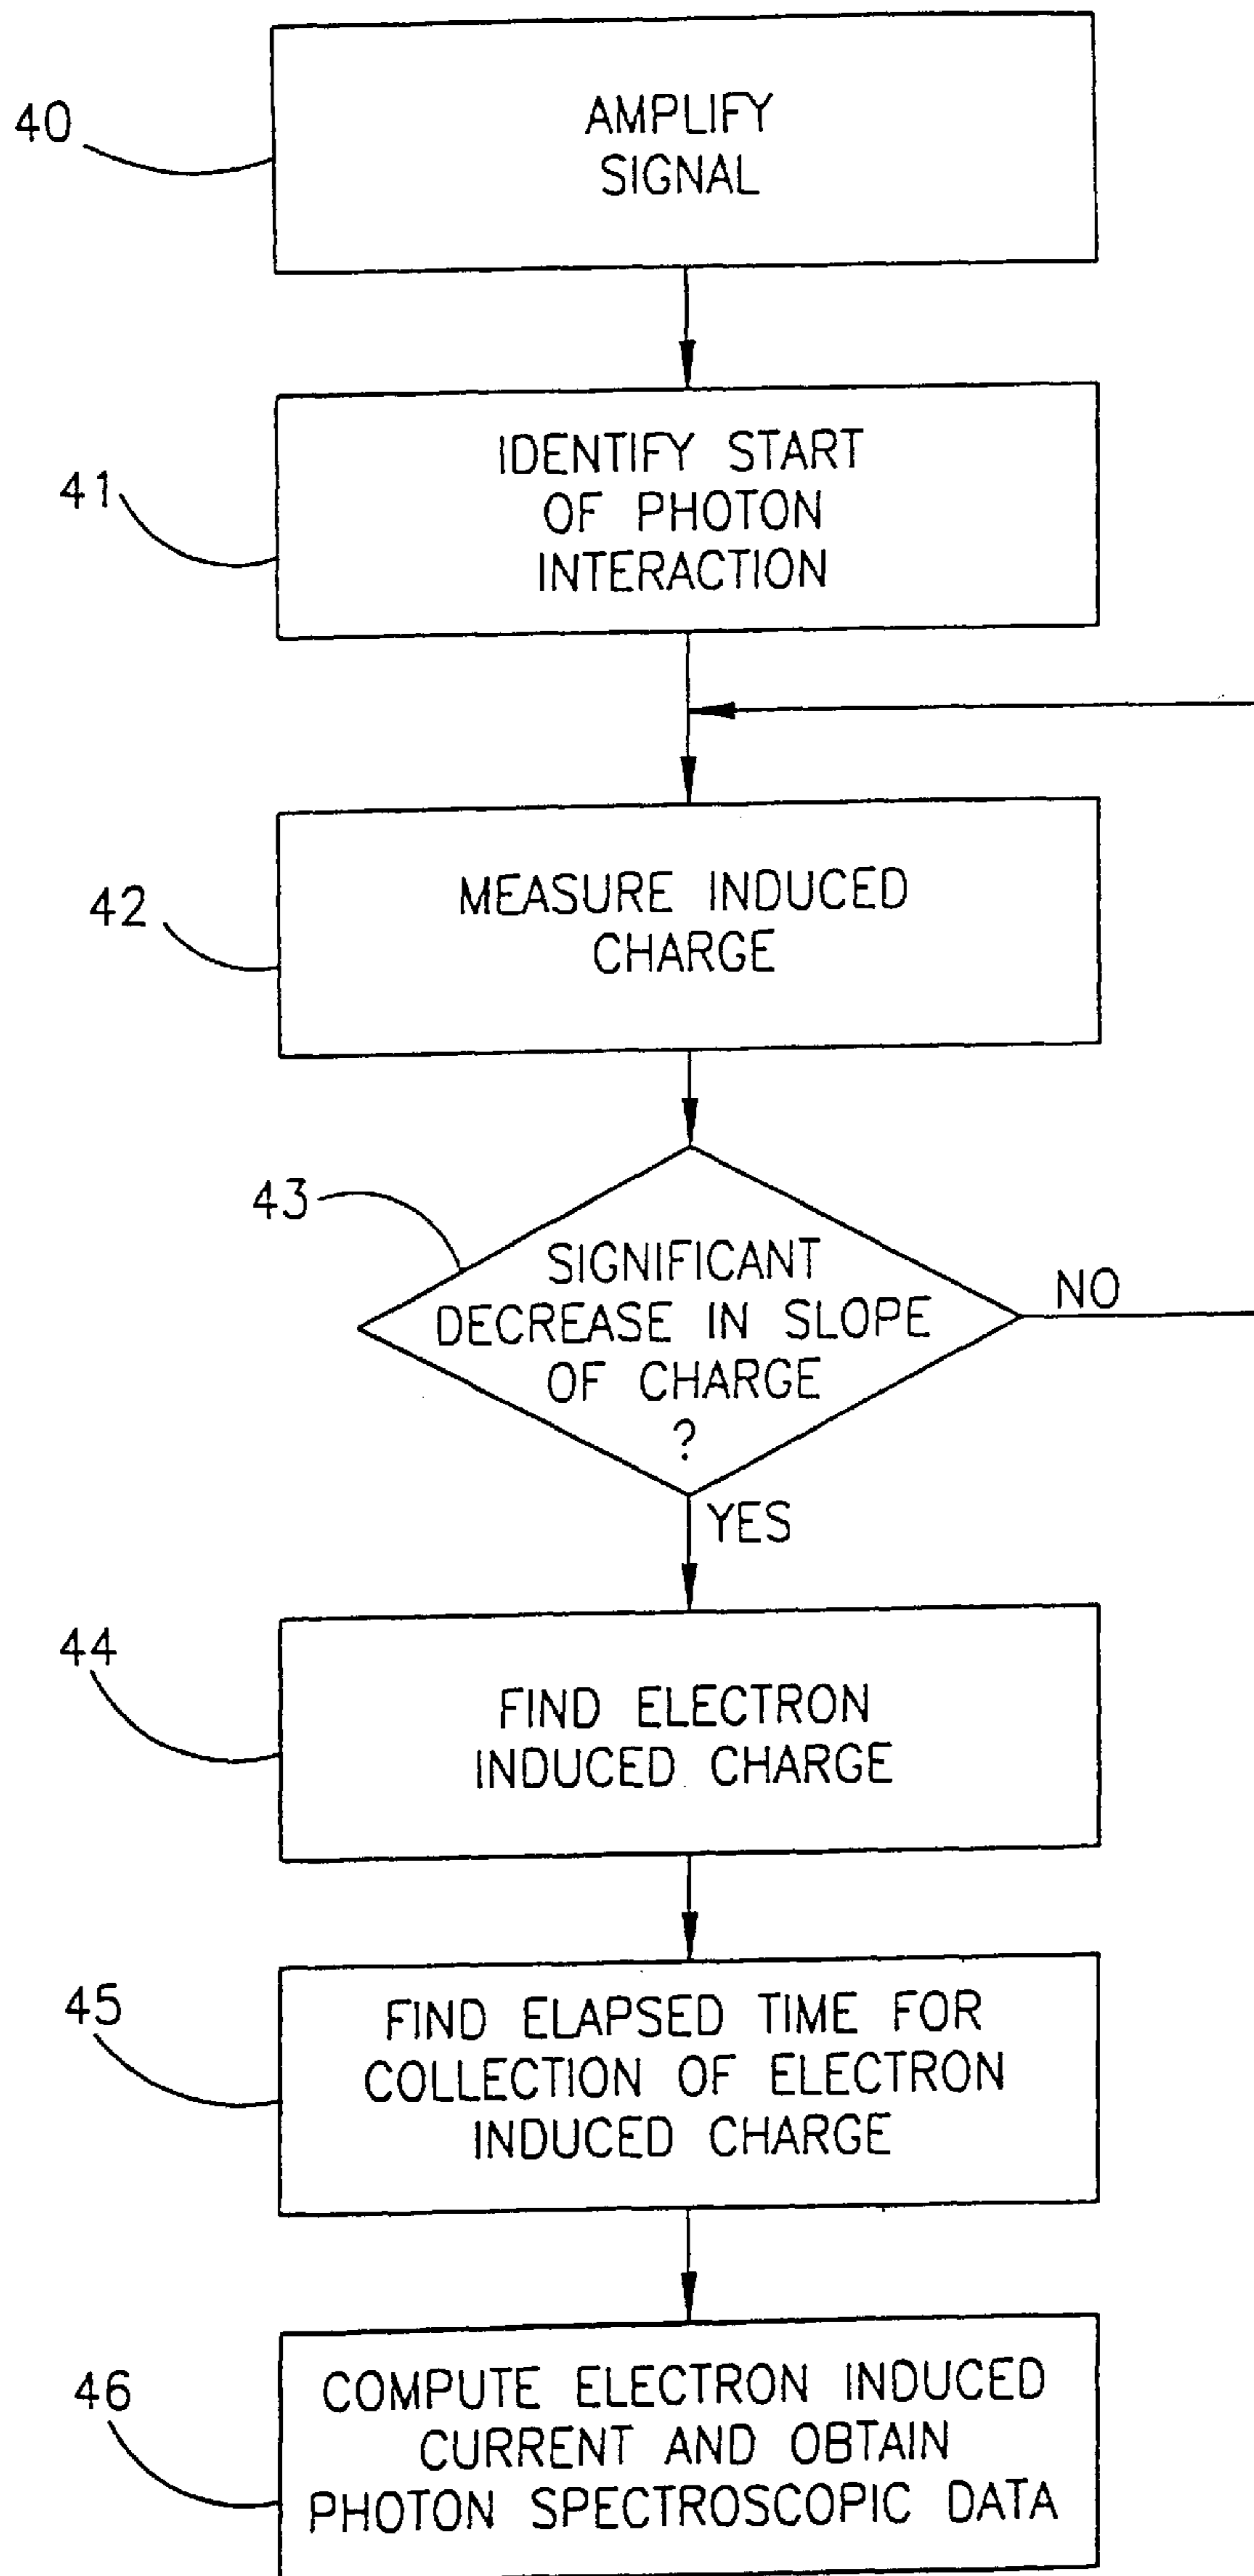 40
AMPLIFY
SIGNAL
41
IDENTIFY START
OF PHOTON
INTERACTION
42
MEASURE INDUCED
CHARGE
43
SIGNIFICANT
DECREASE IN SLOPE
OF CHARGE
?
NO
YES
44
FIND ELECTRON
INDUCED CHARGE
45
FIND ELAPSED TIME FOR
COLLECTION OF ELECTRON
INDUCED CHARGE
46
COMPUTE ELECTRON INDUCED
CURRENT AND OBTAIN
PHOTON SPECTROSCOPIC DATA